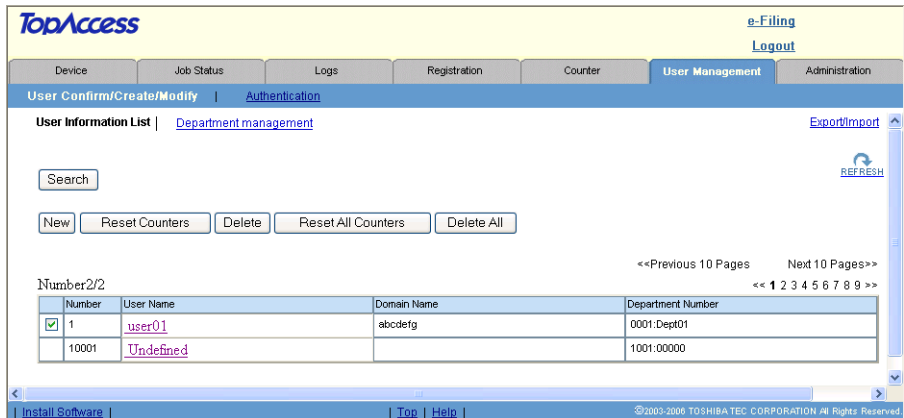 TopAccess
e-Filing
Logout
Device Job Status Logs Registration Counter User Management Administration
User Confirm/Create/Modify | Authentication
User Information List | Department management Export/Import
REFRESH
Search
New Reset Counters Delete Reset All Counters Delete All
<<Previous 10 Pages Next 10 Pages>>
Number2/2 << 1 2 3 4 5 6 7 8 9 >>
Number User Name Domain Name Department Number
1 user01 abcdefg 0001:Dept01
10001 Undefined 1001:00000
| Install Software | | Top | Help | ©2003-2006 TOSHIBA TEC CORPORATION All Rights Reserved.